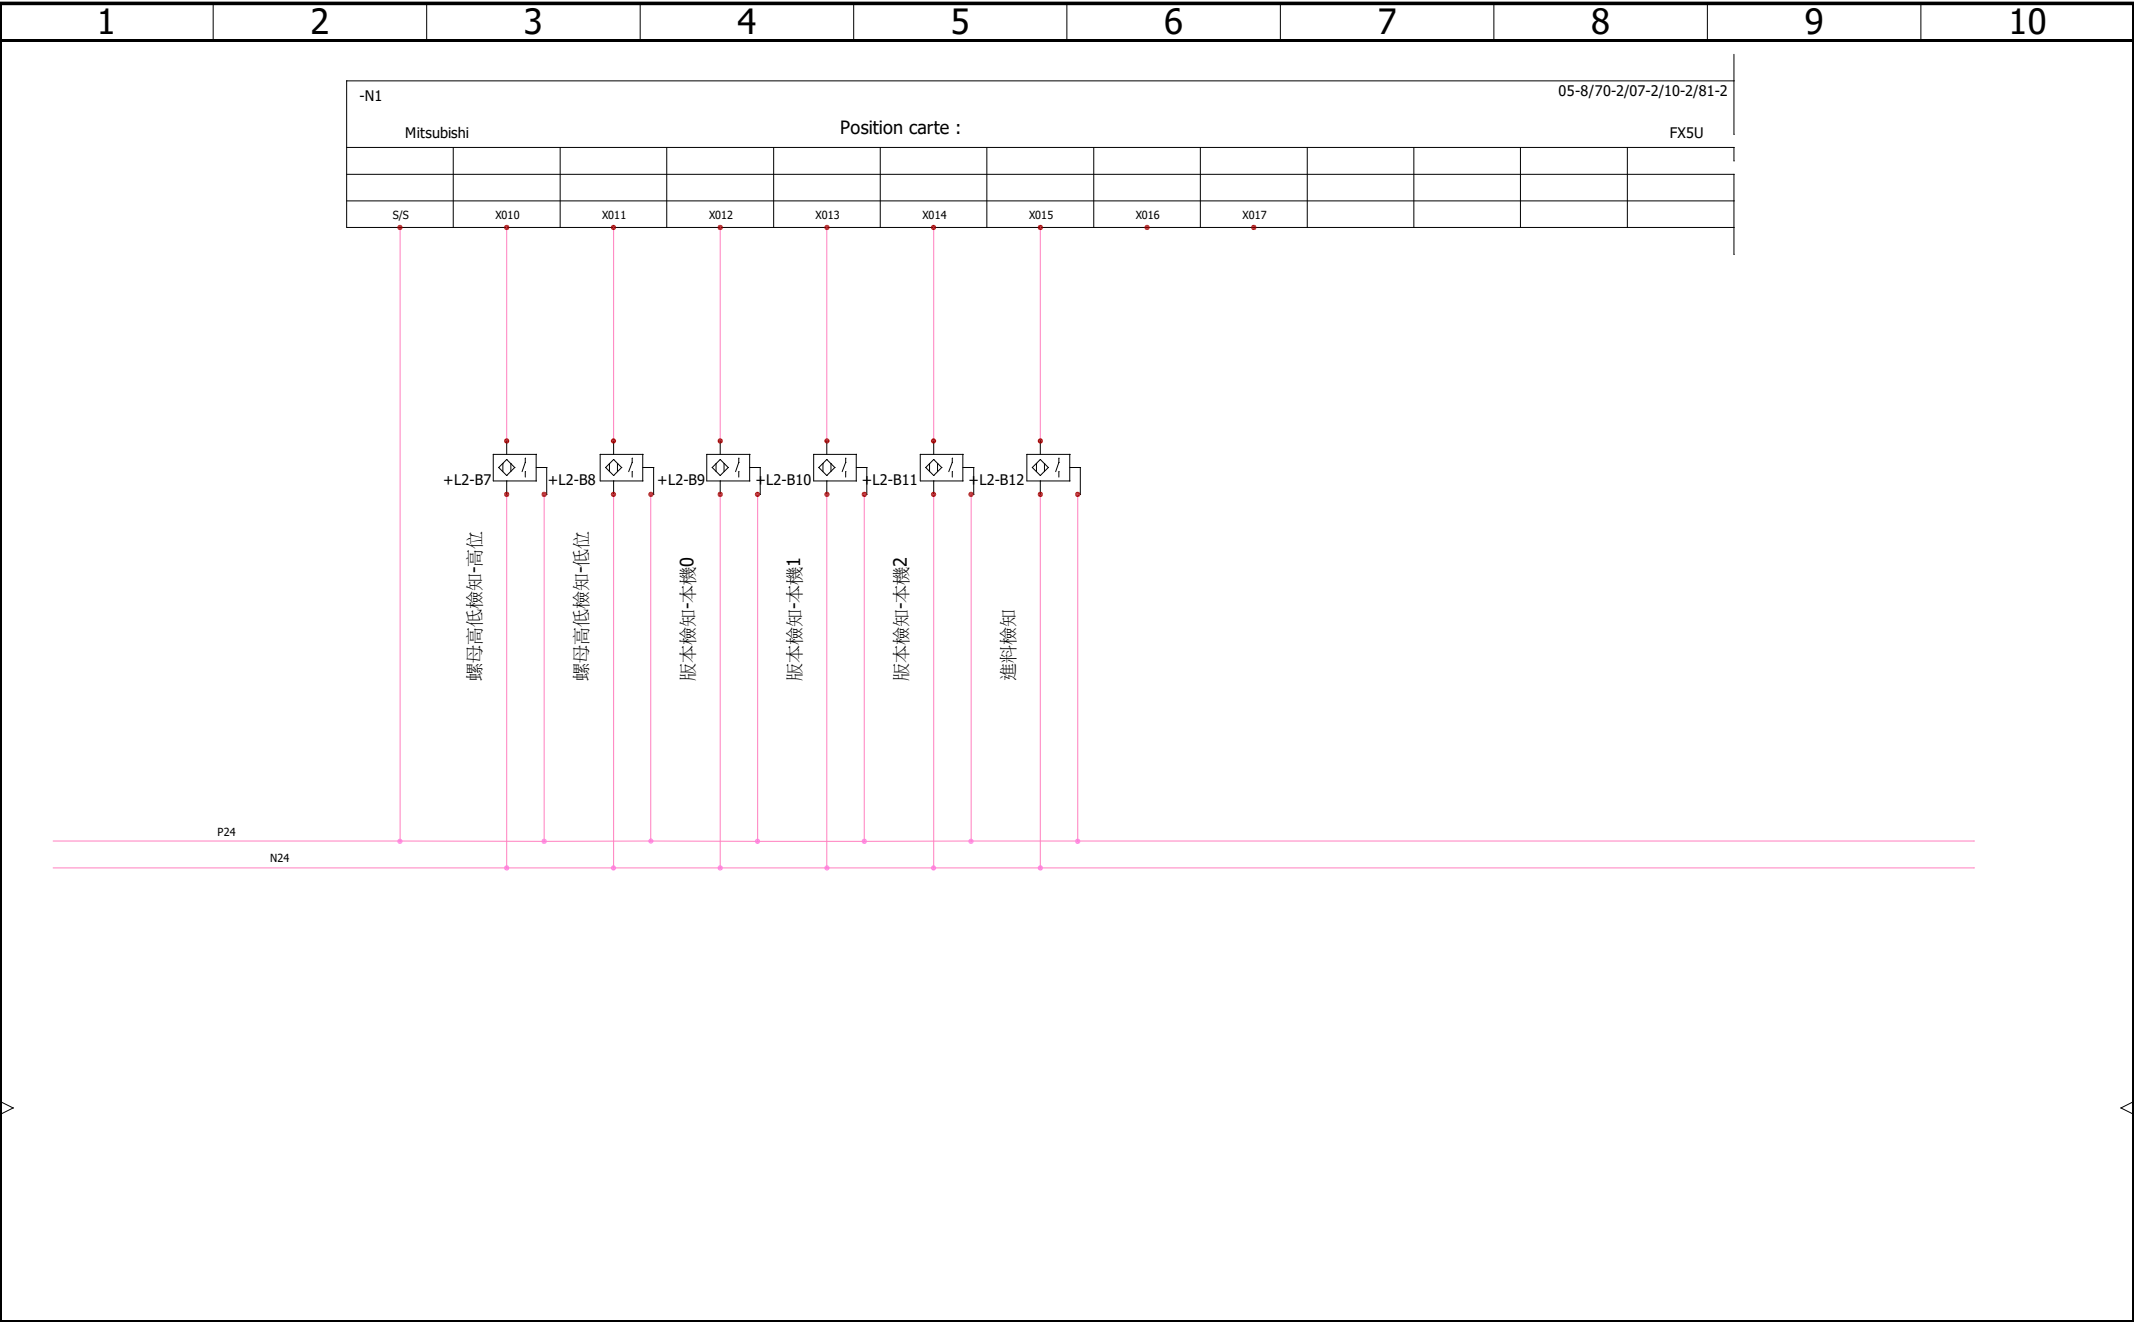 1 2 3 4 5 6 7 8 9 10
-N1 05-8/70-2/07-2/10-2/81-2
Mitsubishi Position carte : FX5U
S/S X010 X011 X012 X013 X014 X015 X016 X017
+L2-B7 +L2-B8 +L2-B9 +L2-B10 +L2-B11 +L2-B12
螺母高低檢知-高位
螺母高低檢知-低位
版本檢知-本機0
版本檢知-本機1
版本檢知-本機2
進料檢知
P24
N24